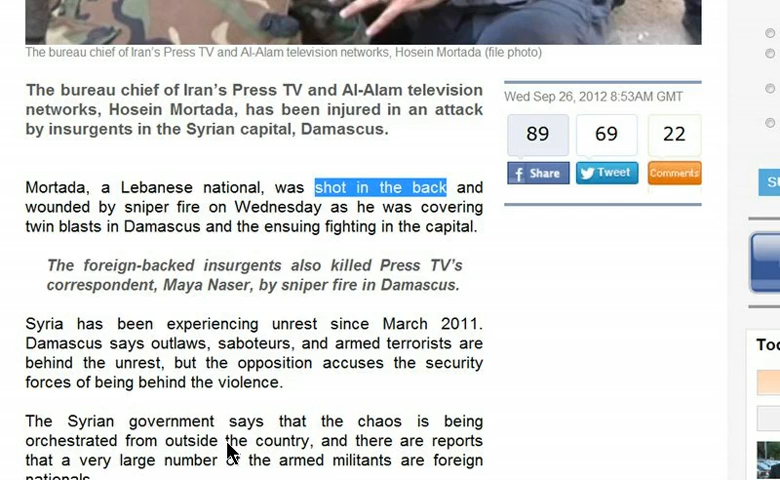 The bureau chief of Iran's Press TV and Al-Alam television networks, Hosein Mortada (file photo)
The bureau chief of Iran's Press TV and Al-Alam television
networks, Hosein Mortada, has been injured in an attack
by insurgents in the Syrian capital, Damascus.
Wed Sep 26, 2012 8:53AM GMT
89 69 22
Share Tweet Comments
Mortada, a Lebanese national, was shot in the back and
wounded by sniper fire on Wednesday as he was covering
twin blasts in Damascus and the ensuing fighting in the capital.
The foreign-backed insurgents also killed Press TV's
correspondent, Maya Naser, by sniper fire in Damascus.
Syria has been experiencing unrest since March 2011.
Damascus says outlaws, saboteurs, and armed terrorists are
behind the unrest, but the opposition accuses the security
forces of being behind the violence.
The Syrian government says that the chaos is being
orchestrated from outside the country, and there are reports
that a very large number of the armed militants are foreign
nationals.